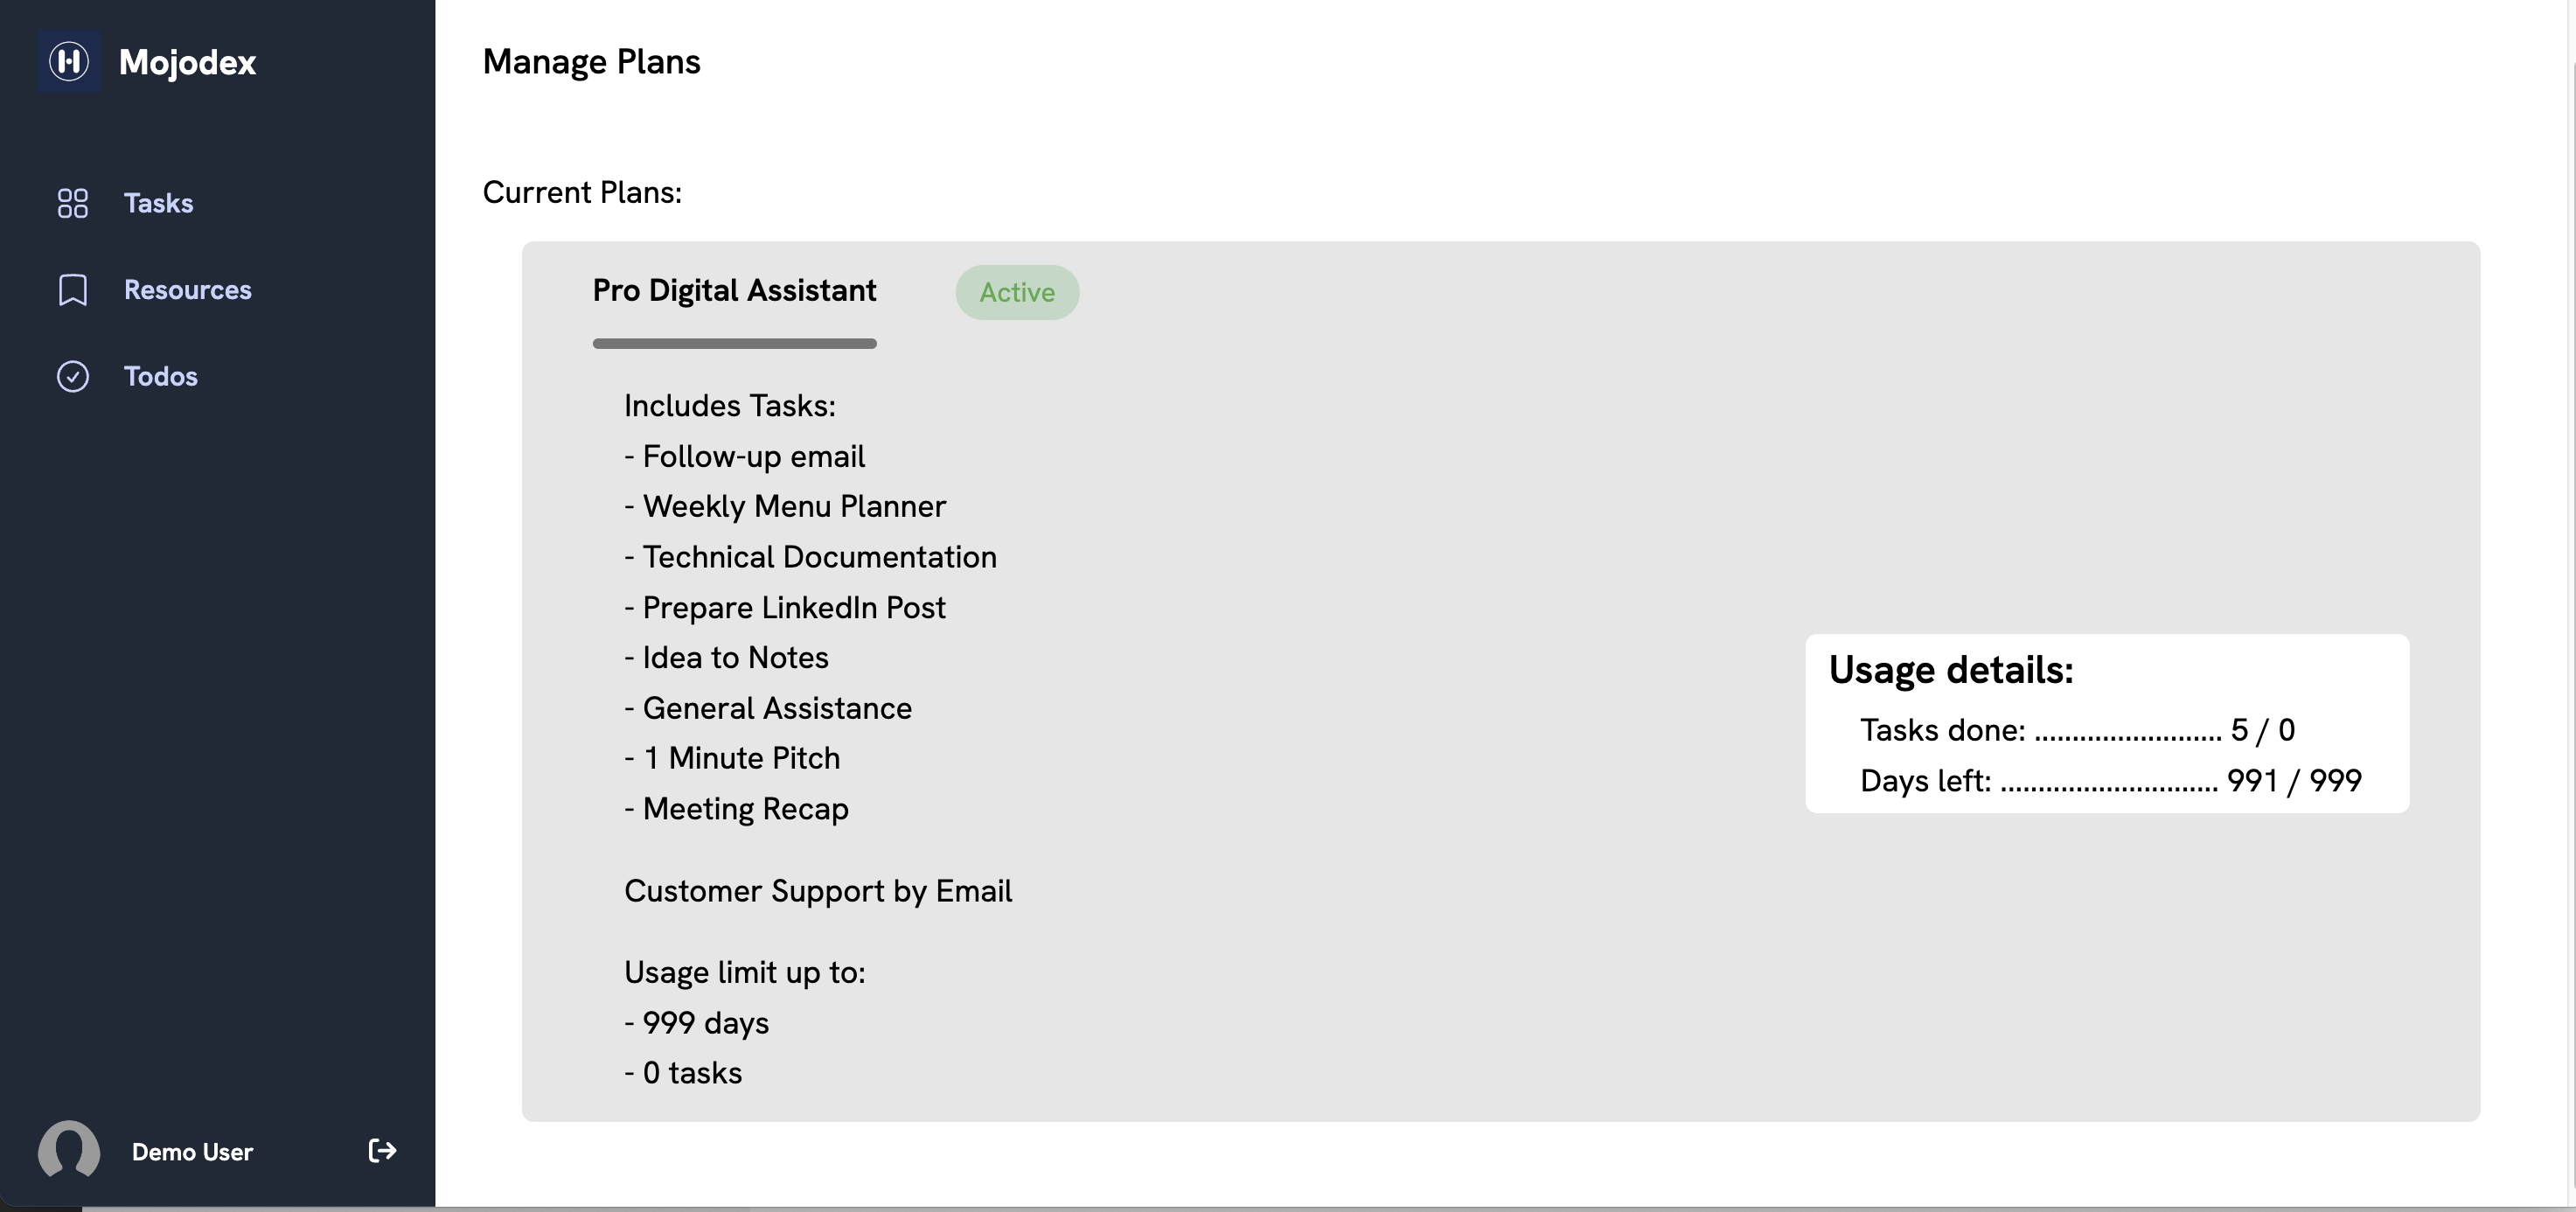 Mojodex
Tasks
Resources
Todos
Demo User
Manage Plans
Current Plans:
Pro Digital Assistant
Active
Includes Tasks:
- Follow-up email
- Weekly Menu Planner
- Technical Documentation
- Prepare LinkedIn Post
- Idea to Notes
- General Assistance
- 1 Minute Pitch
- Meeting Recap
Customer Support by Email
Usage limit up to:
- 999 days
- 0 tasks
Usage details:
Tasks done: ......................... 5 / 0
Days left: ............................. 991 / 999